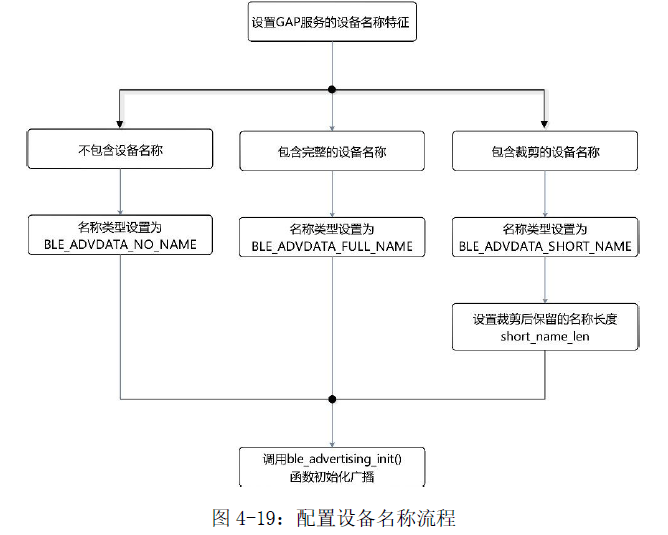 设置GAP服务的设备名称特征
不包含设备名称
包含完整的设备名称
包含裁剪的设备名称
名称类型设置为
BLE_ADVDATA_NO_NAME
名称类型设置为
BLE_ADVDATA_FULL_NAME
名称类型设置为
BLE_ADVDATA_SHORT_NAME
设置裁剪后保留的名称长度
short_name_len
调用ble_advertising_init()
函数初始化广播
图 4-19：配置设备名称流程